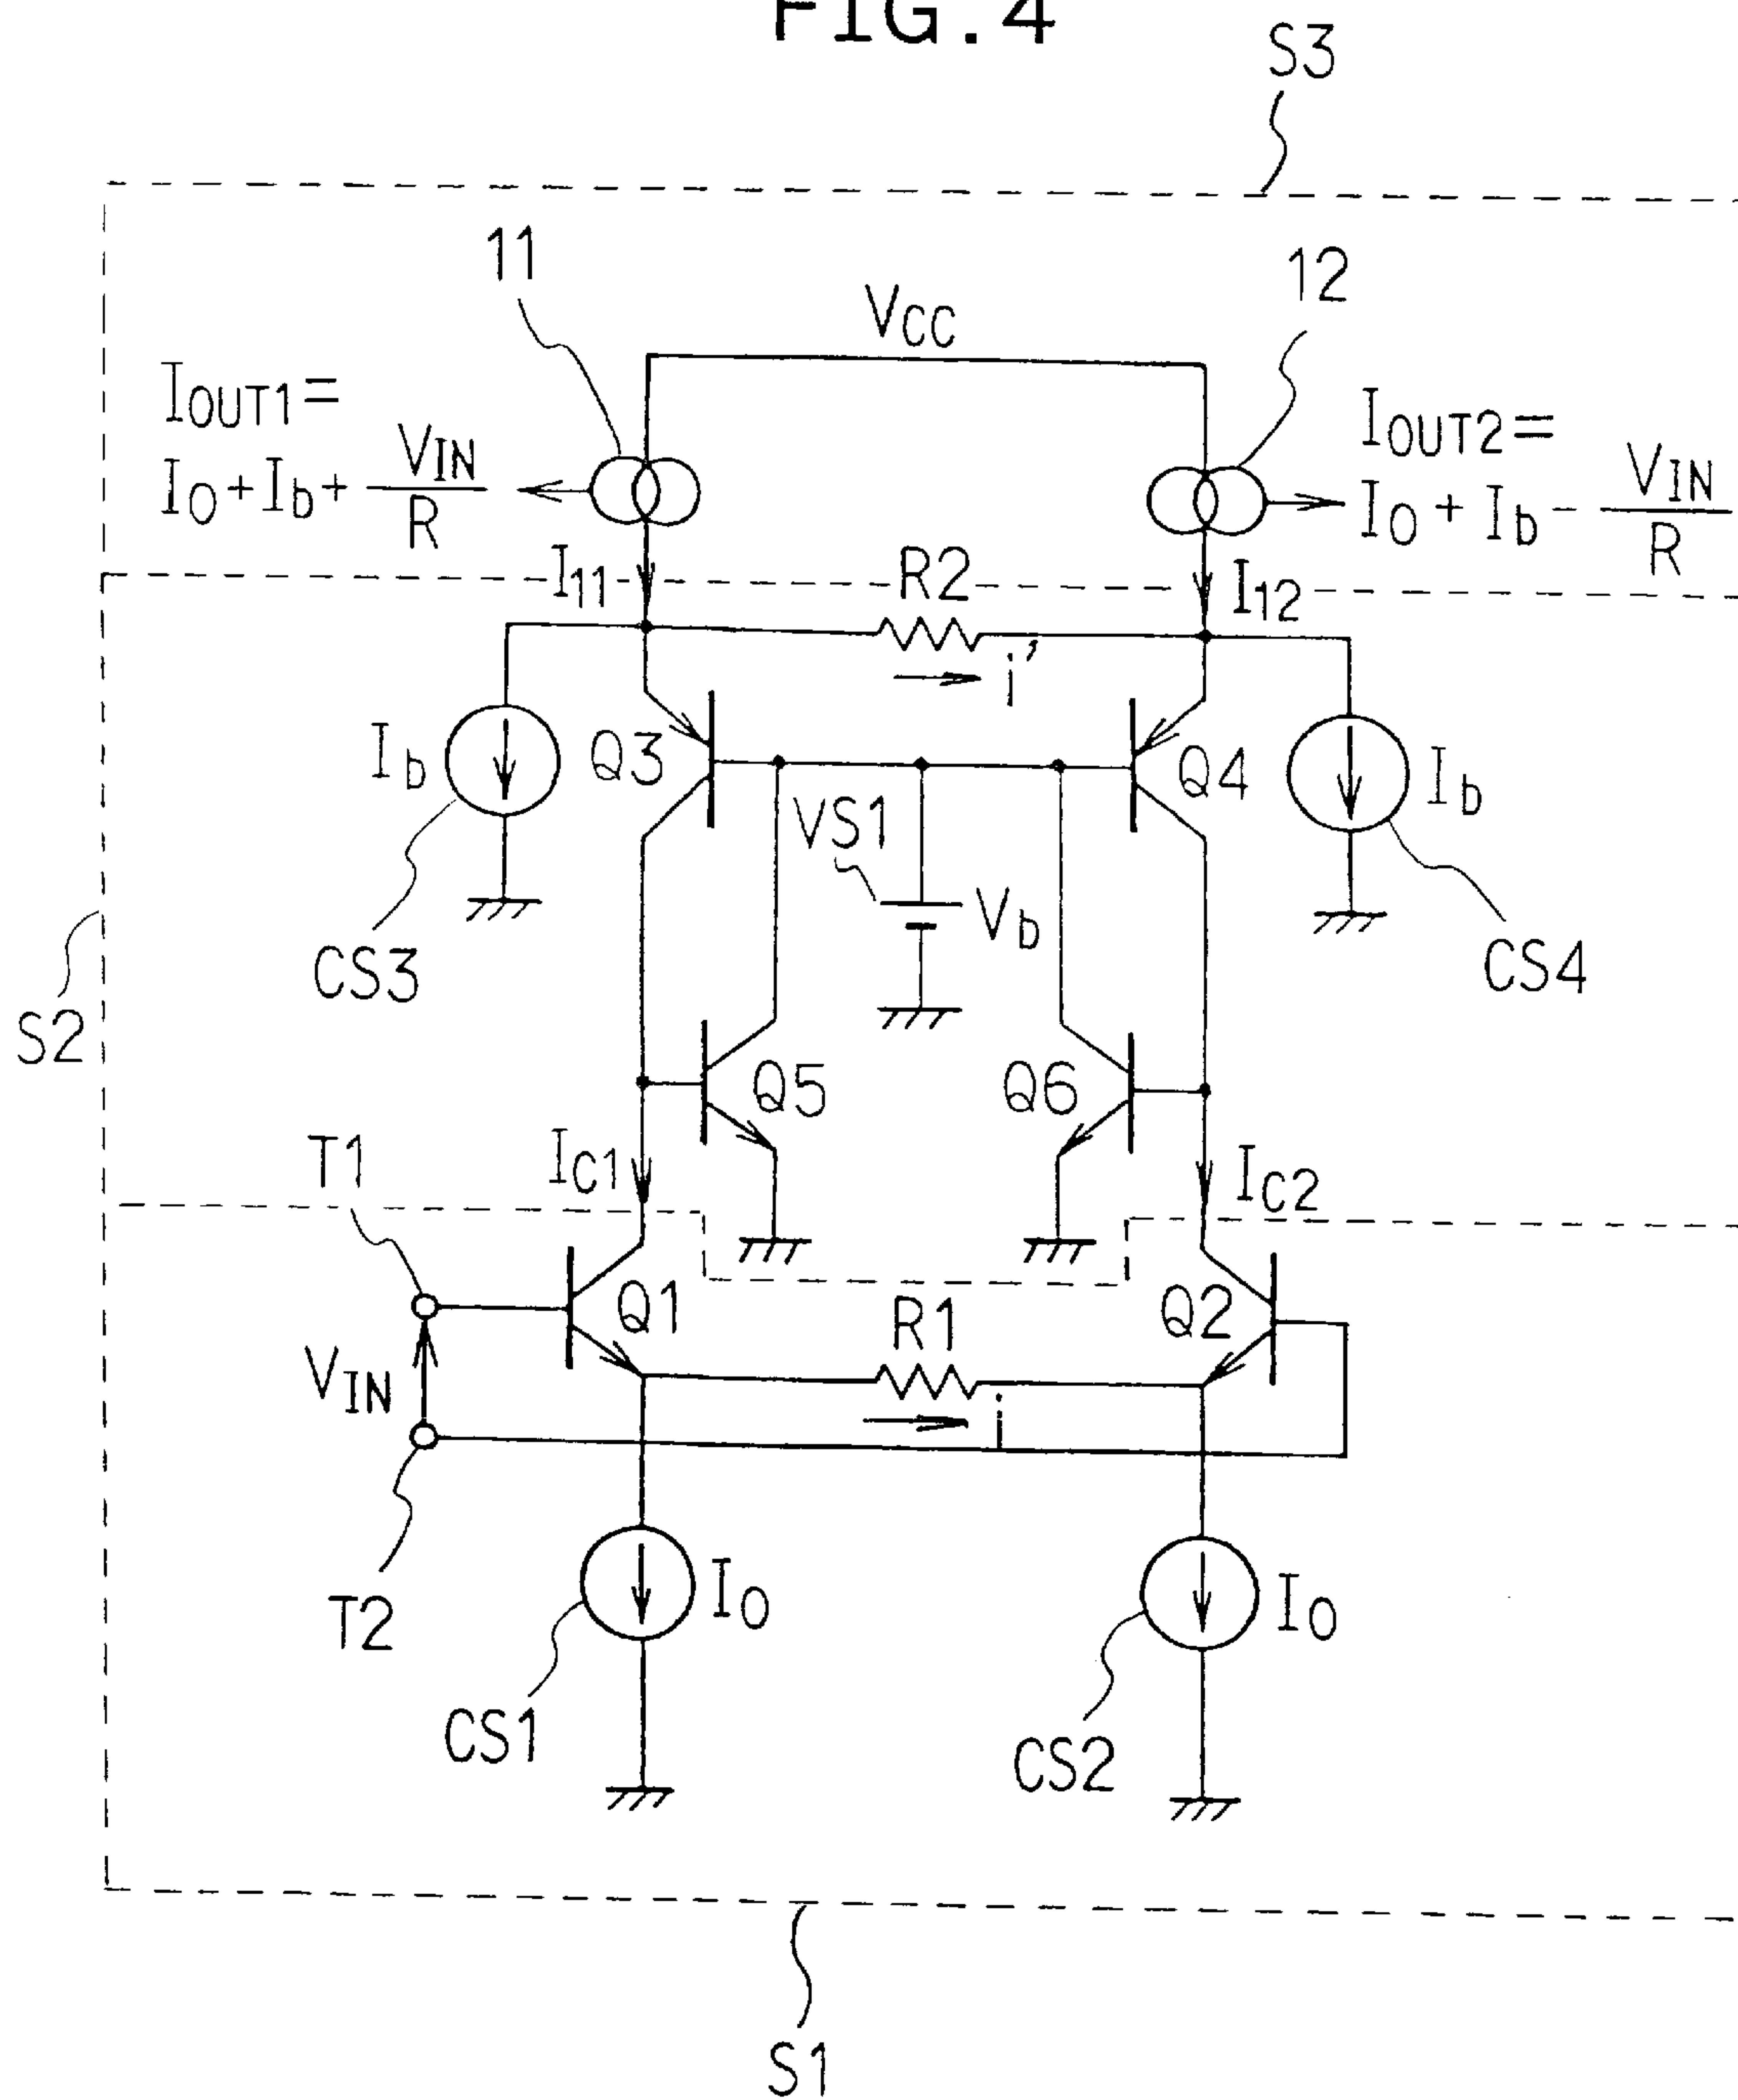 FIG.4
S3
11
12
VCC
IOUT1=
IO+Ib+ VIN/R
IOUT2=
IO+Ib- VIN/R
I11
R2
I12
i'
Ib
Q3
Q4
Ib
VS1
Vb
CS3
CS4
S2
Q5
Q6
T1
IC1
IC2
Q1
R1
Q2
VIN
i
T2
IO
IO
CS1
CS2
S1